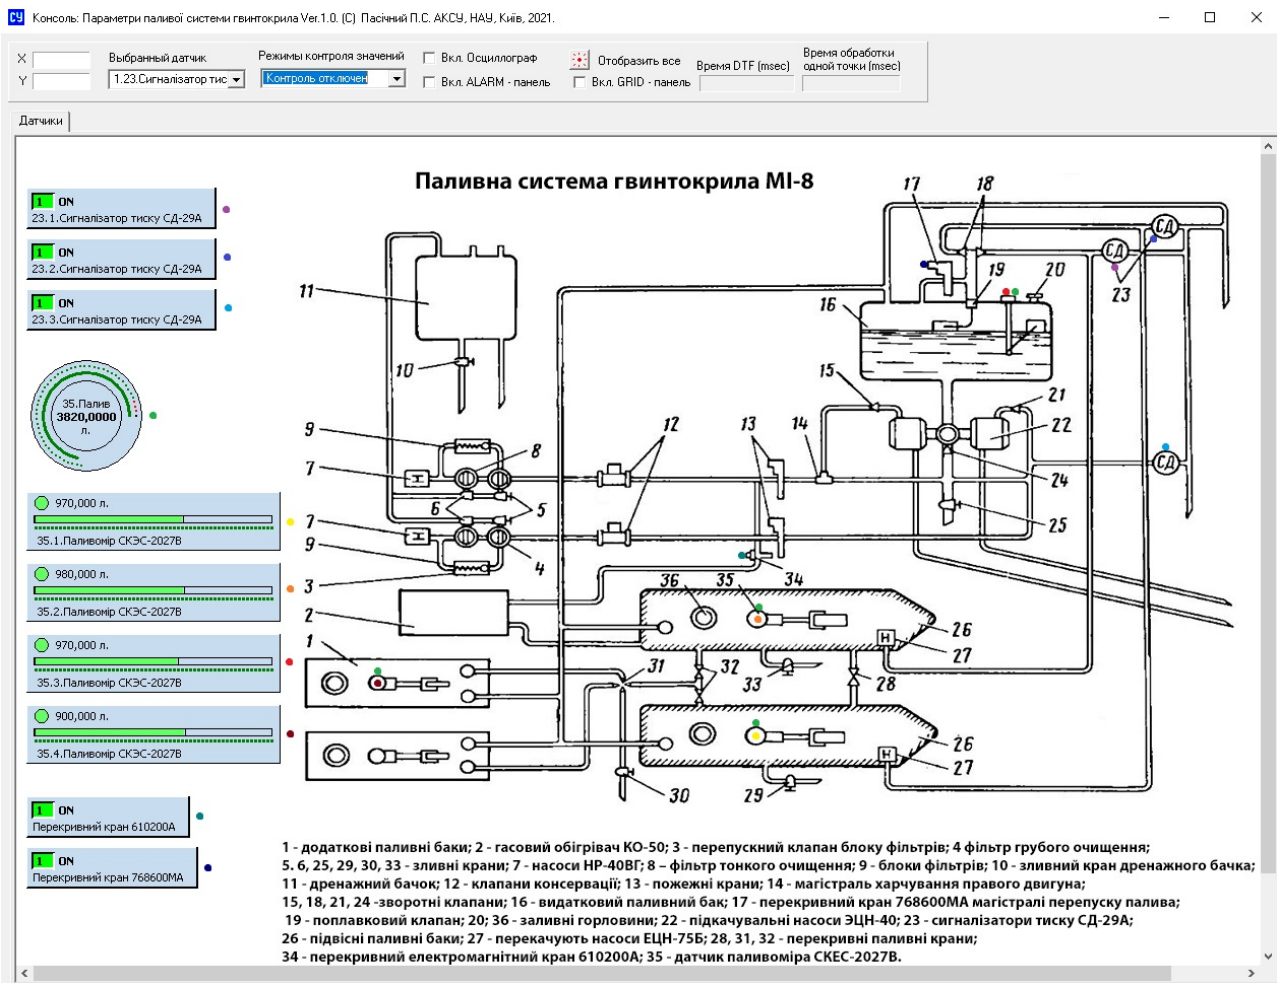 СУ Консоль: Параметри паливої системи гвинтокрила Ver.1.0. (C) Пасічний П.С. АКСУ, НАУ, Київ, 2021.
X
Y
Выбранный датчик
1.23.Сигналізатор тис
Режимы контроля значений
Контроль отключен
Вкл. Осциллограф
Вкл. ALARM - панель
Отобразить все
Вкл. GRID - панель
Время DTF (msec)
Время обработки
одной точки (msec)
Датчики
Паливна система гвинтокрила МІ-8
1 ON
23.1.Сигналізатор тиску СД-29А
1 ON
23.2.Сигналізатор тиску СД-29А
1 ON
23.3.Сигналізатор тиску СД-29А
35.Палив
3820,0000
л.
970,000 л.
35.1.Паливомір СКЭС-2027В
980,000 л.
35.2.Паливомір СКЭС-2027В
970,000 л.
35.3.Паливомір СКЭС-2027В
900,000 л.
35.4.Паливомір СКЭС-2027В
1 ON
Перекривний кран 610200А
1 ON
Перекривний кран 768600МА
17 18
СД
СД
11 19 20 23
16
10 15 21
9 8 12 13 14 22
7 СД
6 5 24
7 25
9 4
3 36 35 34
2 26
Н
1 31 32 33 28 27
26
Н
27
30 29
1 - додаткові паливні баки; 2 - газовий обігрівач КО-50; 3 - перепускний клапан блоку фільтрів; 4 фільтр грубого очищення;
5. 6, 25, 29, 30, 33 - зливні крани; 7 - насоси НР-40ВГ; 8 – фільтр тонкого очищення; 9 - блоки фільтрів; 10 - зливний кран дренажного бачка;
11 - дренажний бачок; 12 - клапани консервації; 13 - пожежні крани; 14 - магістраль харчування правого двигуна;
15, 18, 21, 24 -зворотні клапани; 16 - видатковий паливний бак; 17 - перекривний кран 768600МА магістралі перепуску палива;
19 - поплавковий клапан; 20; 36 - заливні горловини; 22 - підкачувальні насоси ЭЦН-40; 23 - сигналізатори тиску СД-29А;
26 - підвісні паливні баки; 27 - перекачують насоси ЕЦН-75Б; 28, 31, 32 - перекривні паливні крани;
34 - перекривний електромагнітний кран 610200А; 35 - датчик паливоміра СКЕС-2027В.